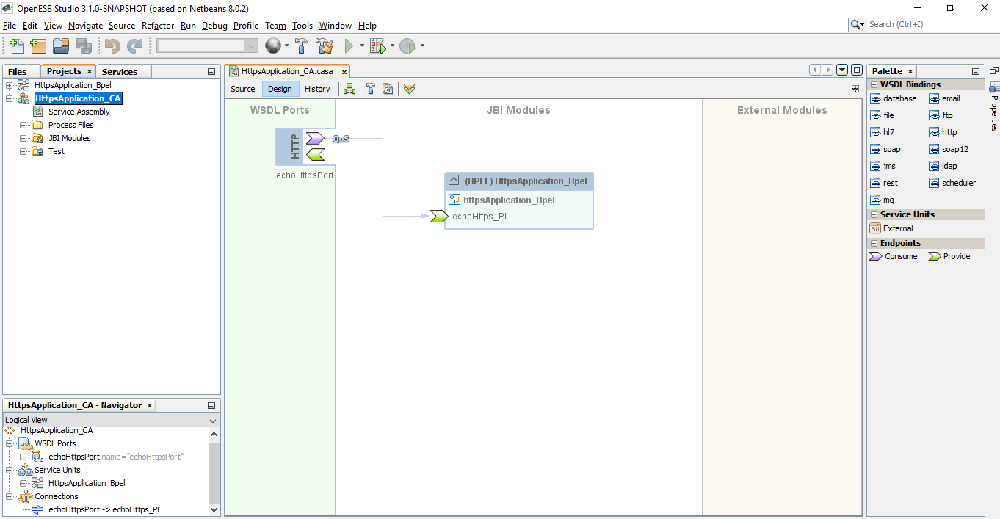 OpenESB Studio 3.1.0-SNAPSHOT (based on Netbeans 8.0.2)
File Edit View Navigate Source Refactor Run Debug Profile Team Tools Window Help
Search (Ctrl+I)
Files Projects Services
HttpsApplication_Bpel
HttpsApplication_CA
Service Assembly
Process Files
JBI Modules
Test
HttpsApplication_CA - Navigator
Logical View
HttpsApplication_CA
WSDL Ports
echoHttpsPort name="echoHttpsPort"
Service Units
HttpsApplication_Bpel
Connections
echoHttpsPort -> echoHttps_PL
HttpsApplication_CA.casa
Source Design History
WSDL Ports JBI Modules External Modules
HTTP
QoS
echoHttpsPort
(BPEL) HttpsApplication_Bpel
httpsApplication_Bpel
echoHttps_PL
Palette
WSDL Bindings
database email
file ftp
hl7 http
soap soap12
jms ldap
rest scheduler
mq
Service Units
SU External
Endpoints
Consume Provide
Properties